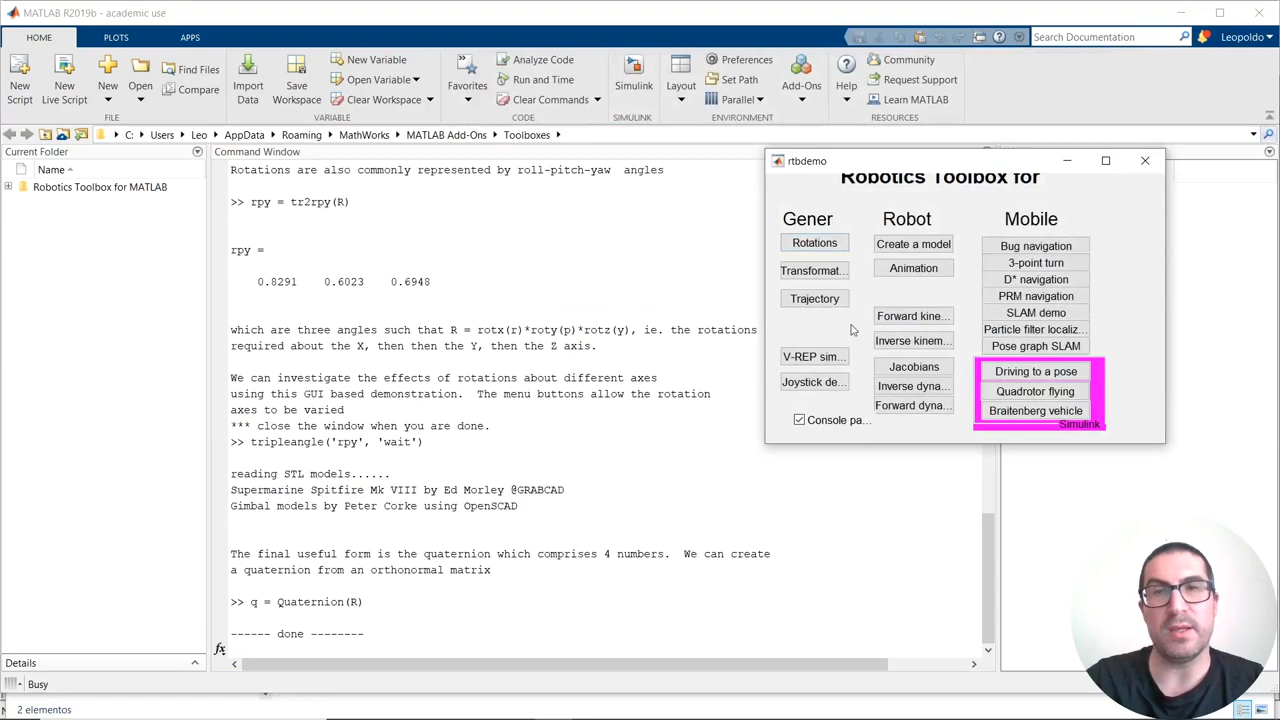 MATLAB R2019b - academic use
HOME
PLOTS
APPS
Search Documentation
Leopoldo
New Script
New Live Script
New
Open
Find Files
Compare
FILE
Import Data
Save Workspace
New Variable
Open Variable
Clear Workspace
VARIABLE
Favorites
Analyze Code
Run and Time
Clear Commands
CODE
Simulink
SIMULINK
Layout
Preferences
Set Path
Parallel
Add-Ons
ENVIRONMENT
Help
Community
Request Support
Learn MATLAB
RESOURCES
C: Users Leo AppData Roaming MathWorks MATLAB Add-Ons Toolboxes
Current Folder
Name
Robotics Toolbox for MATLAB
Details
Busy
2 elementos
Command Window
Rotations are also commonly represented by roll-pitch-yaw angles
>> rpy = tr2rpy(R)
rpy =
0.8291 0.6023 0.6948
which are three angles such that R = rotx(r)*roty(p)*rotz(y), ie. the rotations
required about the X, then then the Y, then the Z axis.
We can investigate the effects of rotations about different axes
using this GUI based demonstration. The menu buttons allow the rotation
axes to be varied
*** close the window when you are done.
>> tripleangle('rpy', 'wait')
reading STL models......
Supermarine Spitfire Mk VIII by Ed Morley @GRABCAD
Gimbal models by Peter Corke using OpenSCAD
The final useful form is the quaternion which comprises 4 numbers. We can create
a quaternion from an orthonormal matrix
>> q = Quaternion(R)
------ done --------
fx
rtbdemo
Robotics Toolbox for
Gener
Rotations
Transformat...
Trajectory
V-REP sim...
Joystick de...
Console pa...
Robot
Create a model
Animation
Forward kine...
Inverse kinem...
Jacobians
Inverse dyna...
Forward dyna...
Mobile
Bug navigation
3-point turn
D* navigation
PRM navigation
SLAM demo
Particle filter localiz...
Pose graph SLAM
Driving to a pose
Quadrotor flying
Braitenberg vehicle
Simulink